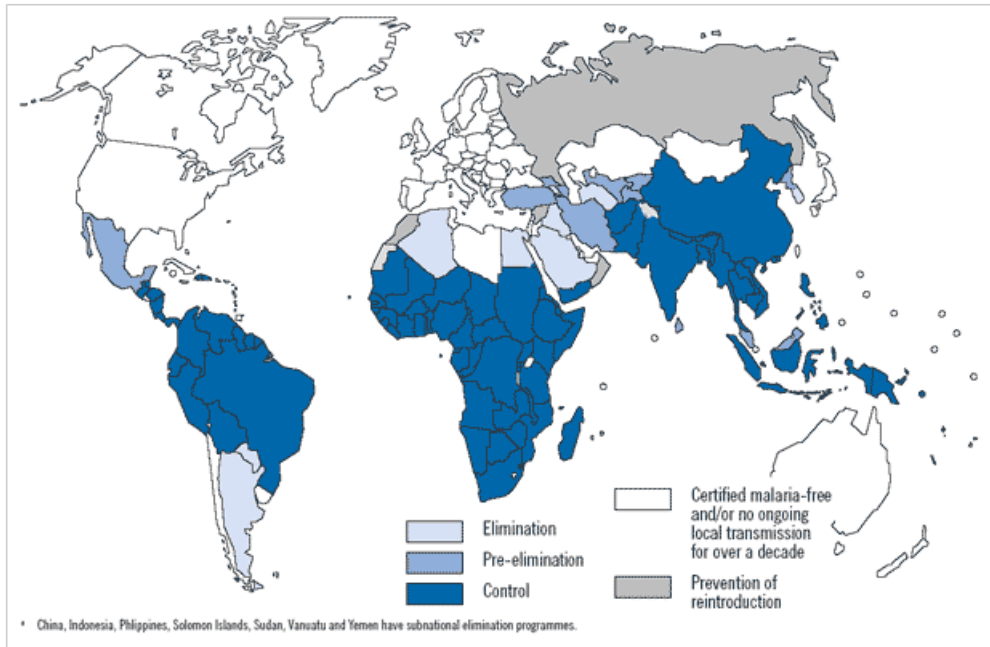 Elimination
Pre-elimination
Control
Certified malaria-free
and/or no ongoing
local transmission
for over a decade
Prevention of
reintroduction
* China, Indonesia, Phlippines, Solomon Islands, Sudan, Vanuatu and Yemen have subnational elimination programmes.